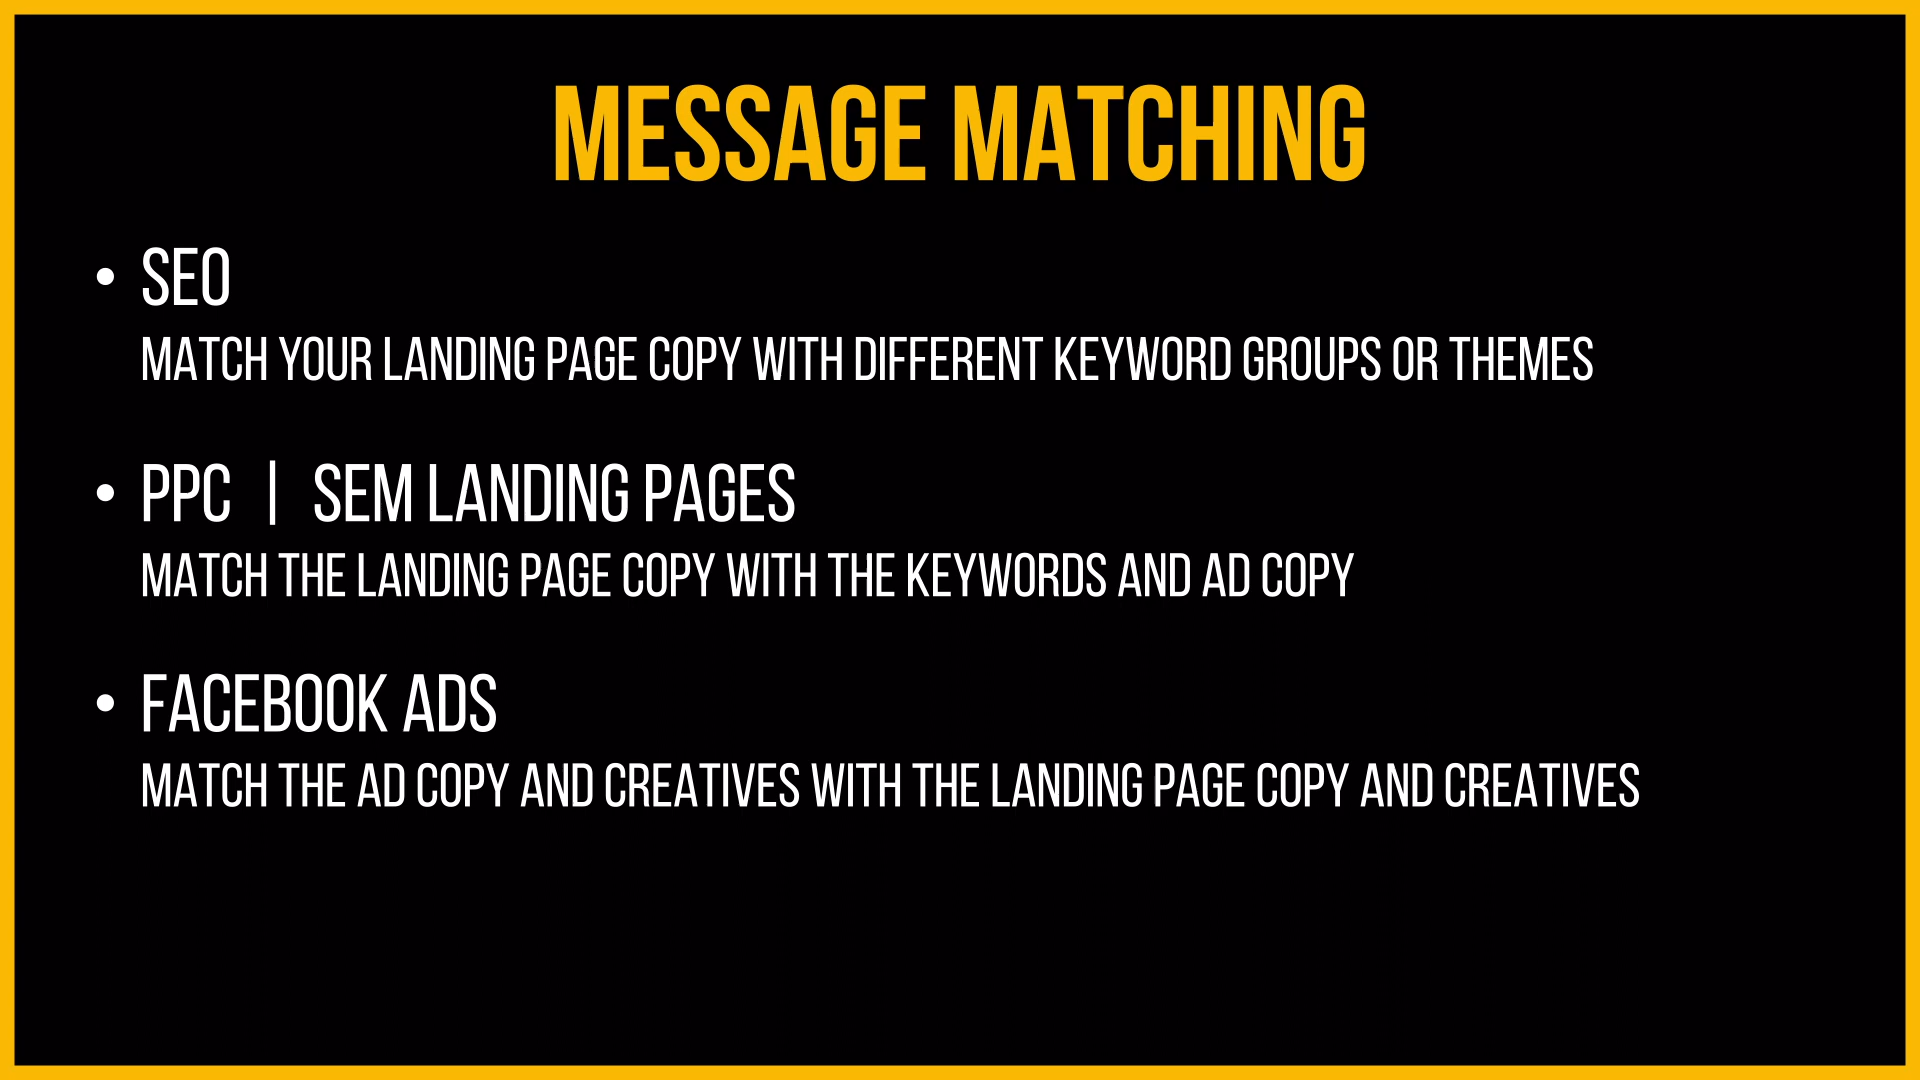 MESSAGE MATCHING
• SEO
MATCH YOUR LANDING PAGE COPY WITH DIFFERENT KEYWORD GROUPS OR THEMES
• PPC | SEM LANDING PAGES
MATCH THE LANDING PAGE COPY WITH THE KEYWORDS AND AD COPY
• FACEBOOK ADS
MATCH THE AD COPY AND CREATIVES WITH THE LANDING PAGE COPY AND CREATIVES